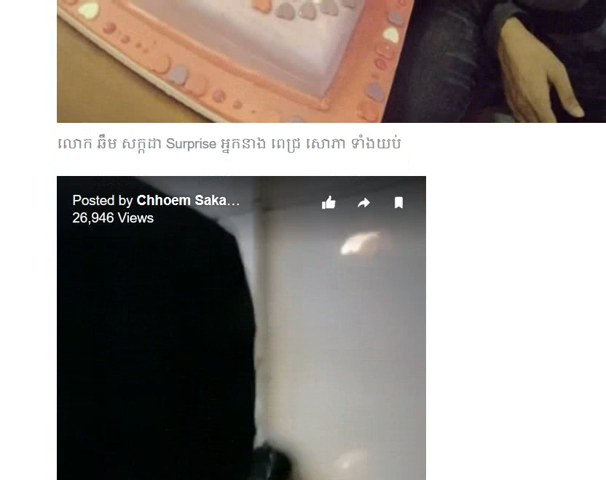 លោក ឆឹម សក្កដា Surprise អ្នកនាង ពេជ្រ សោភា ទាំងយប់
Posted by Chhoem Saka...
26,946 Views